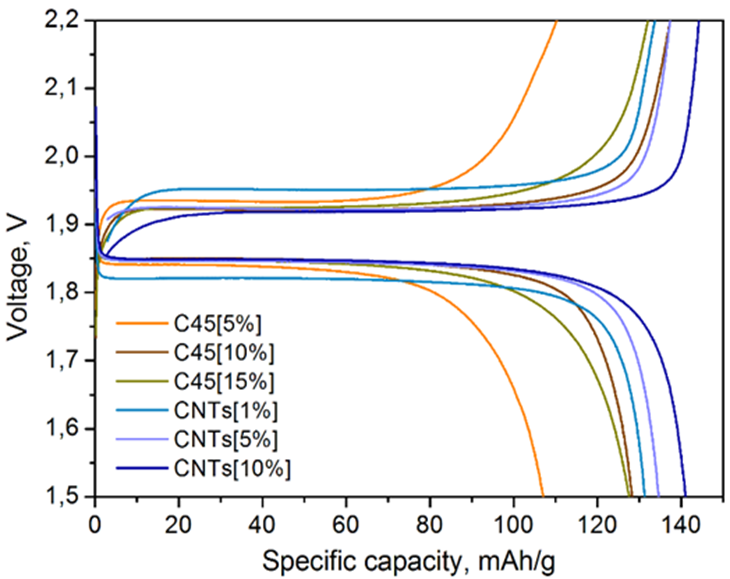 2,2
2,1
2,0
1,9
1,8
1,7
1,6
1,5
Voltage, V
C45[5%]
C45[10%]
C45[15%]
CNTs[1%]
CNTs[5%]
CNTs[10%]
0 20 40 60 80 100 120 140
Specific capacity, mAh/g